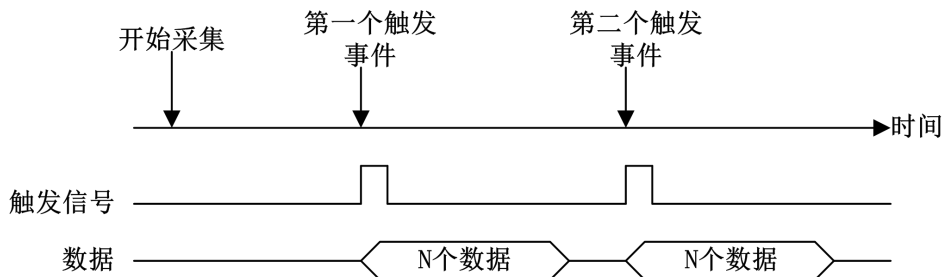 开始采集
第一个触发
事件
第二个触发
事件
时间
触发信号
数据
N个数据
N个数据